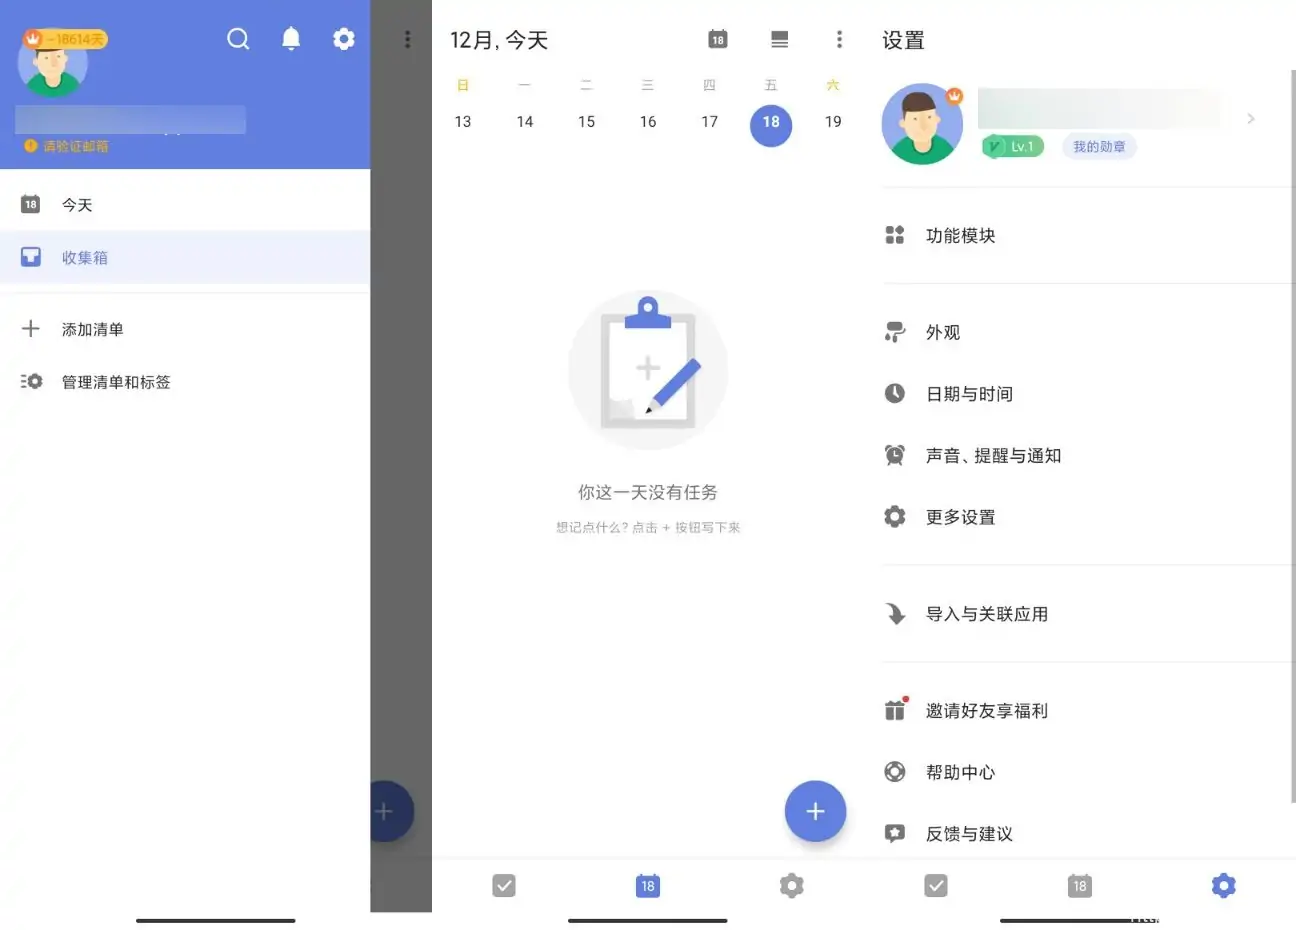 -18614天
请验证邮箱
18 今天
收集箱
添加清单
管理清单和标签
12月, 今天
18
日 一 二 三 四 五 六
13 14 15 16 17 18 19
你这一天没有任务
想记点什么? 点击 + 按钮写下来
18
设置
Lv.1 我的勋章
功能模块
外观
日期与时间
声音、提醒与通知
更多设置
导入与关联应用
邀请好友享福利
帮助中心
反馈与建议
18